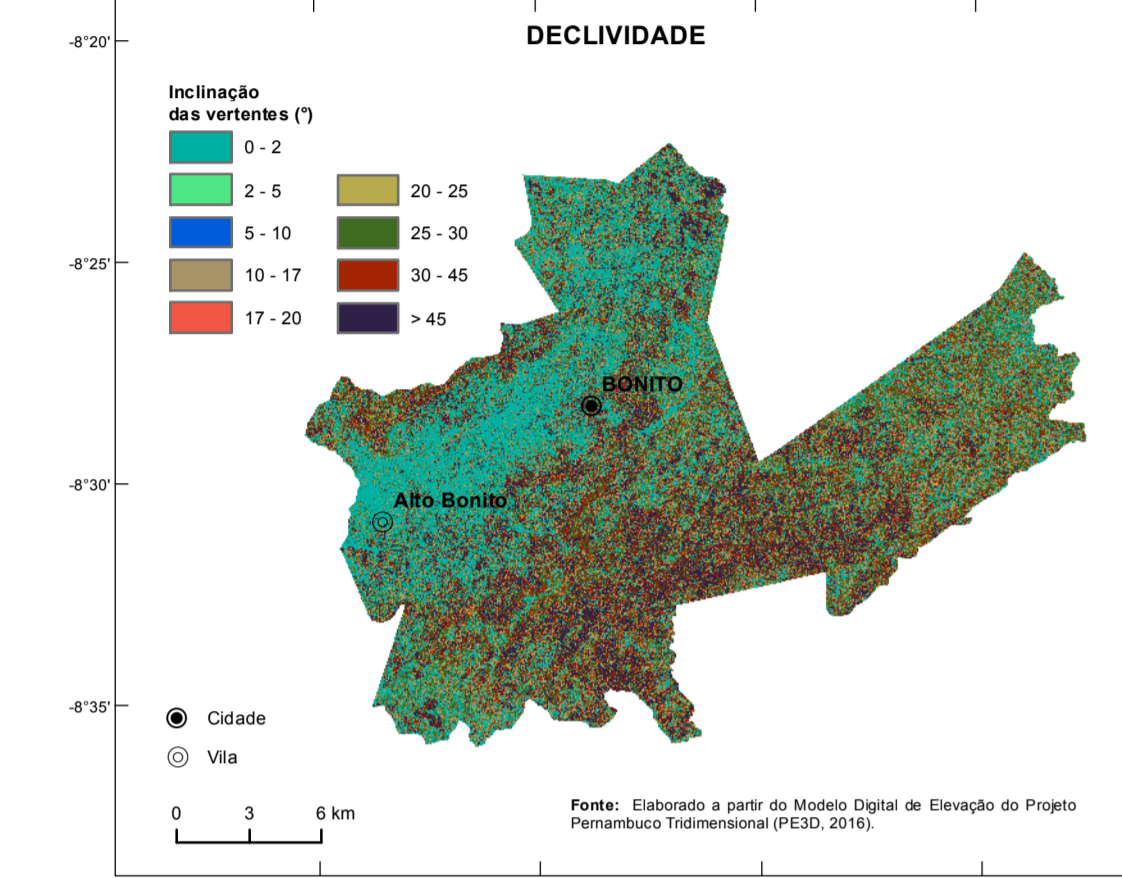 DECLIVIDADE
-8°20'
-8°25'
-8°30'
-8°35'
Inclinação
das vertentes (°)
0 - 2
2 - 5
5 - 10
10 - 17
17 - 20
20 - 25
25 - 30
30 - 45
> 45
BONITO
Alto Bonito
Cidade
Vila
0 3 6 km
Fonte: Elaborado a partir do Modelo Digital de Elevação do Projeto
Pernambuco Tridimensional (PE3D, 2016).